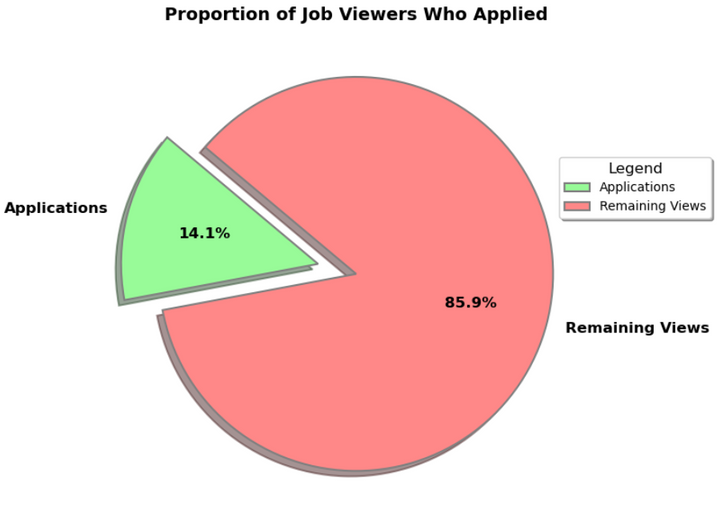 Proportion of Job Viewers Who Applied
Applications
14.1%
85.9%
Remaining Views
Legend
Applications
Remaining Views